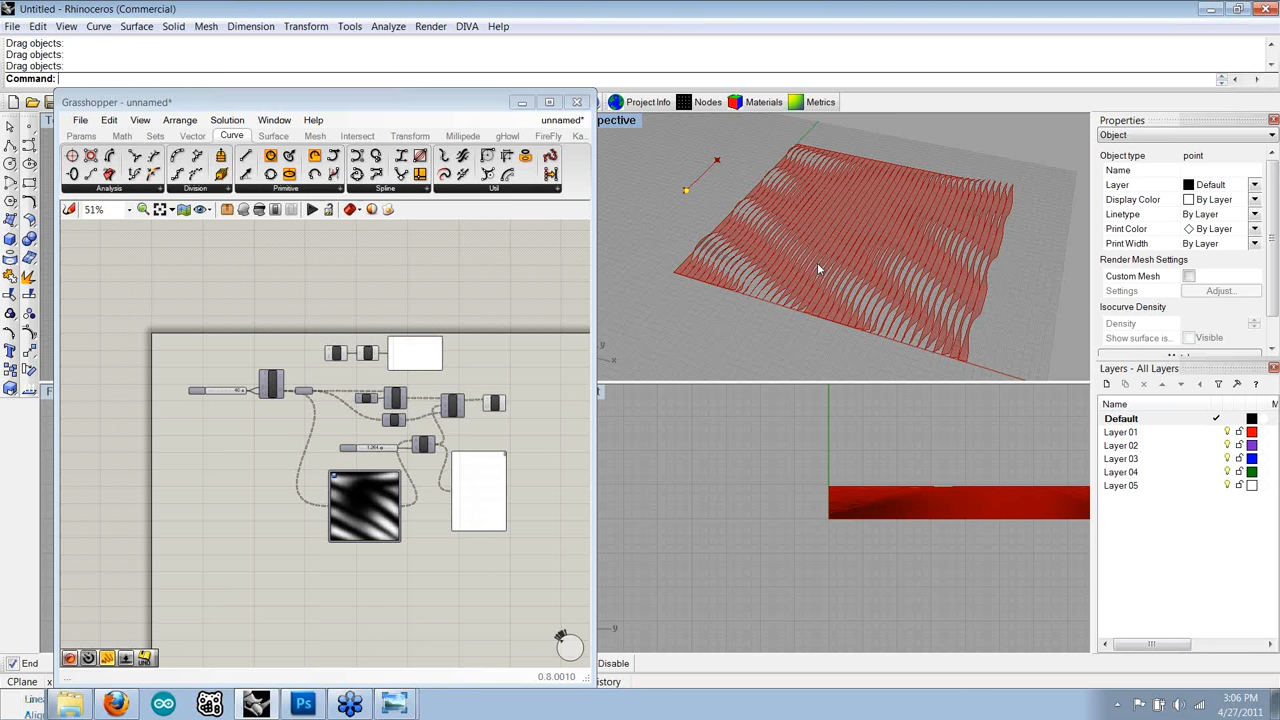 Untitled - Rhinoceros (Commercial)
File Edit View Curve Surface Solid Mesh Dimension Transform Tools Analyze Render DIVA Help
Drag objects:
Drag objects:
Drag objects:
Command:
Grasshopper - unnamed*
Project Info Nodes Materials Metrics
File Edit View Arrange Solution Window Help unnamed*
pective
Params Math Sets Vector Curve Surface Mesh Intersect Transform Millipede gHowl FireFly Ka...
Analysis Division Primitive Spline Util
51%
Properties
Object
Object type point
Name
Layer Default
Display Color By Layer
Linetype By Layer
Print Color By Layer
Print Width By Layer
Render Mesh Settings
Custom Mesh
Settings Adjust...
Isocurve Density
Density
Show surface is... Visible
Layers - All Layers
Name M
Default
Layer 01
Layer 02
Layer 03
Layer 04
Layer 05
y
x
y
End
Disable
0.8.0010
CPlane
history
3:06 PM
4/27/2011